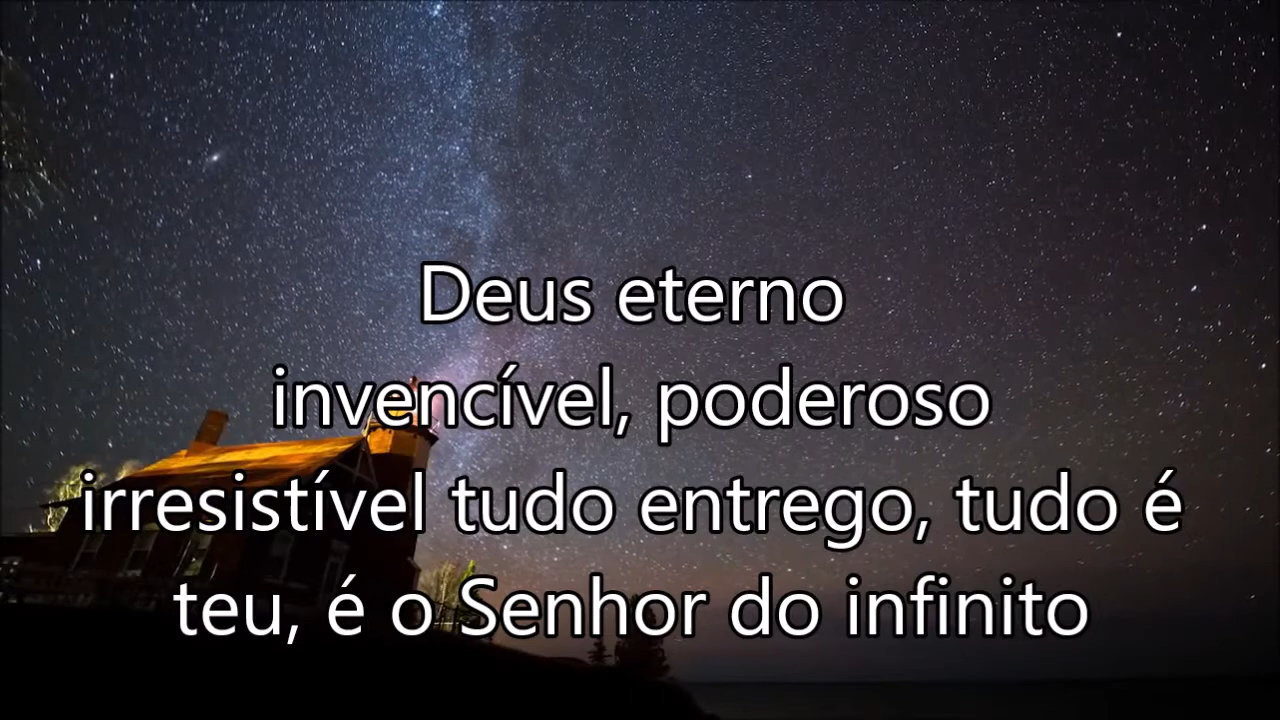 Deus eterno
invencível, poderoso
irresistível tudo entrego, tudo é
teu, é o Senhor do infinito